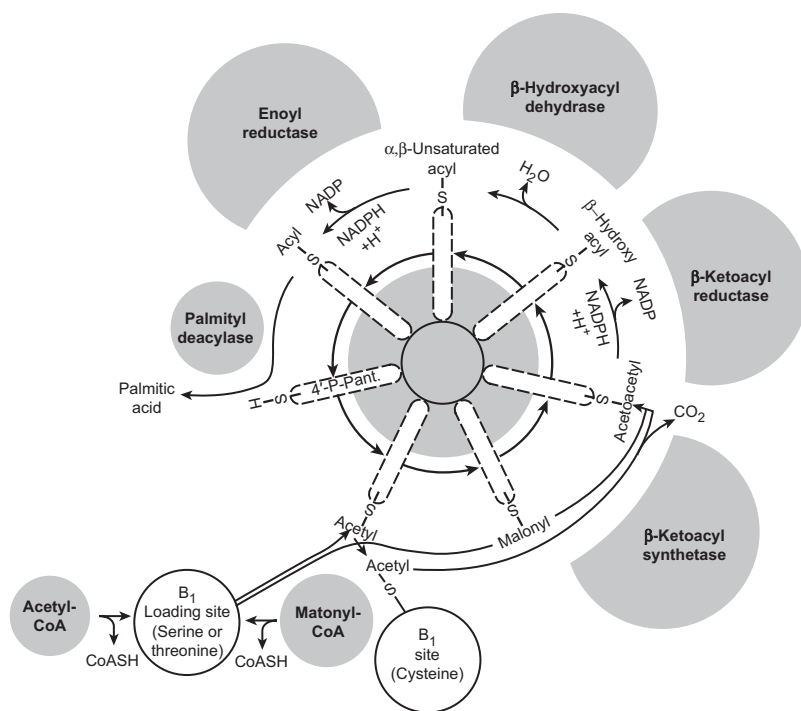 Enoyl
reductase
β-Hydroxyacyl
dehydrase
α,β-Unsaturated
acyl
S
H2O
NADP
NADPH
+H+
Acyl
S
β–Hydroxy
acyl
S
β-Ketoacyl
reductase
NADP
NADPH
+H+
Palmityl
deacylase
Palmitic
acid
H
S
4′-P-Pant.
S
Acetoacetyl
CO2
β-Ketoacyl
synthetase
S
Acetyl
S
Malonyl
Acetyl
S
Acetyl-
CoA
CoASH
B1
Loading site
(Serine or
threonine)
Matonyl-
CoA
CoASH
B1
site
(Cysteine)